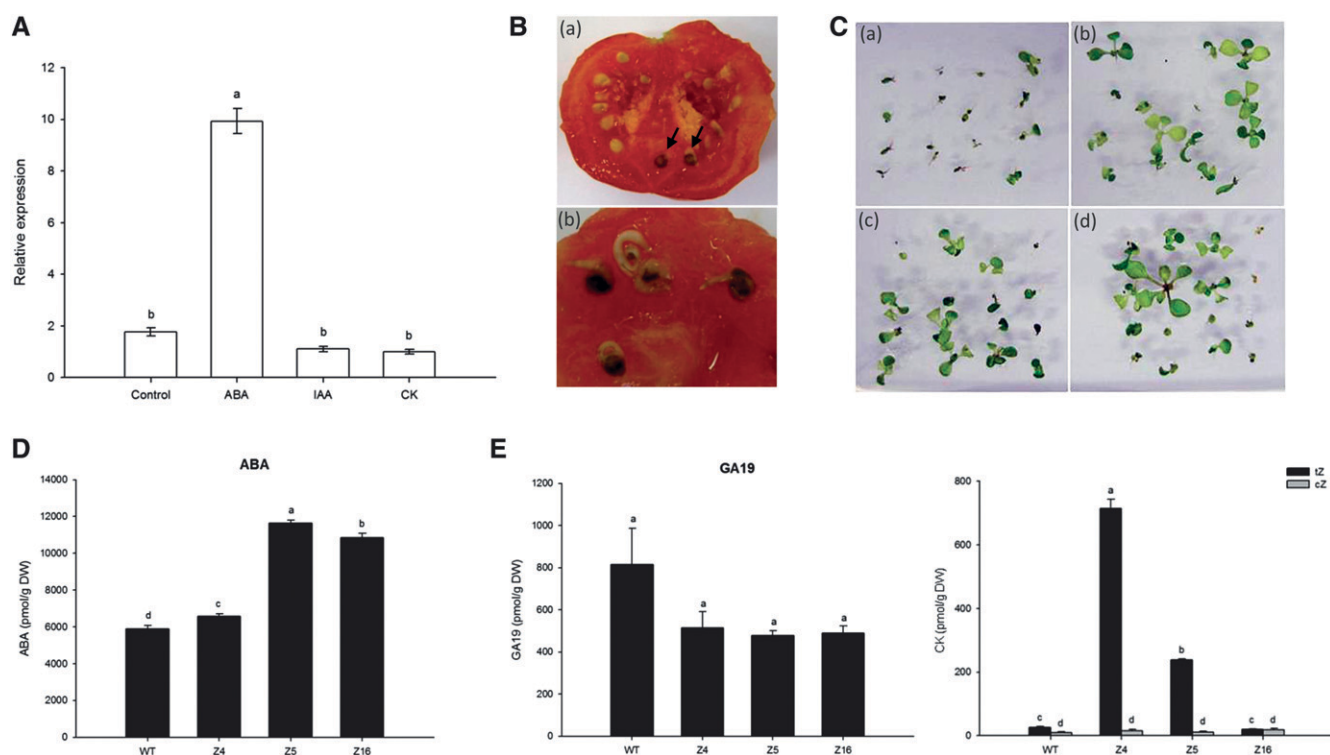 A
Relative expression
12
10
8
6
4
2
0
a
b
b
b
Control ABA IAA CK
B
(a)
(b)
C
(a)
(b)
(c)
(d)
D
ABA
ABA (pmol/g DW)
14000
12000
10000
8000
6000
4000
2000
0
d
c
a
b
WT Z4 Z5 Z16
E
GA19
GA19 (pmol/g DW)
1200
1000
800
600
400
200
0
a
a
a
a
WT Z4 Z5 Z16
tZ
cZ
CK (pmol/g DW)
800
600
400
200
0
c d
a d
b d
c d
WT Z4 Z5 Z16